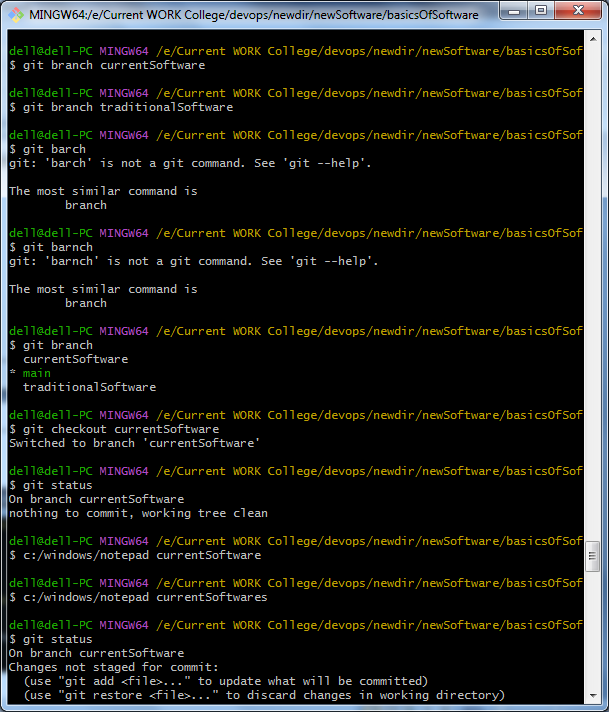 MINGW64:/e/Current WORK College/devops/newdir/newSoftware/basicsOfSoftware
dell@dell-PC MINGW64 /e/Current WORK College/devops/newdir/newSoftware/basicsOfSof
$ git branch currentSoftware
dell@dell-PC MINGW64 /e/Current WORK College/devops/newdir/newSoftware/basicsOfSof
$ git branch traditionalSoftware
dell@dell-PC MINGW64 /e/Current WORK College/devops/newdir/newSoftware/basicsOfSof
$ git barch
git: 'barch' is not a git command. See 'git --help'.
The most similar command is
branch
dell@dell-PC MINGW64 /e/Current WORK College/devops/newdir/newSoftware/basicsOfSof
$ git barnch
git: 'barnch' is not a git command. See 'git --help'.
The most similar command is
branch
dell@dell-PC MINGW64 /e/Current WORK College/devops/newdir/newSoftware/basicsOfSof
$ git branch
currentSoftware
* main
traditionalSoftware
dell@dell-PC MINGW64 /e/Current WORK College/devops/newdir/newSoftware/basicsOfSof
$ git checkout currentSoftware
Switched to branch 'currentSoftware'
dell@dell-PC MINGW64 /e/Current WORK College/devops/newdir/newSoftware/basicsOfSof
$ git status
On branch currentSoftware
nothing to commit, working tree clean
dell@dell-PC MINGW64 /e/Current WORK College/devops/newdir/newSoftware/basicsOfSof
$ c:/windows/notepad currentSoftware
dell@dell-PC MINGW64 /e/Current WORK College/devops/newdir/newSoftware/basicsOfSof
$ c:/windows/notepad currentSoftwares
dell@dell-PC MINGW64 /e/Current WORK College/devops/newdir/newSoftware/basicsOfSof
$ git status
On branch currentSoftware
Changes not staged for commit:
(use "git add <file>..." to update what will be committed)
(use "git restore <file>..." to discard changes in working directory)